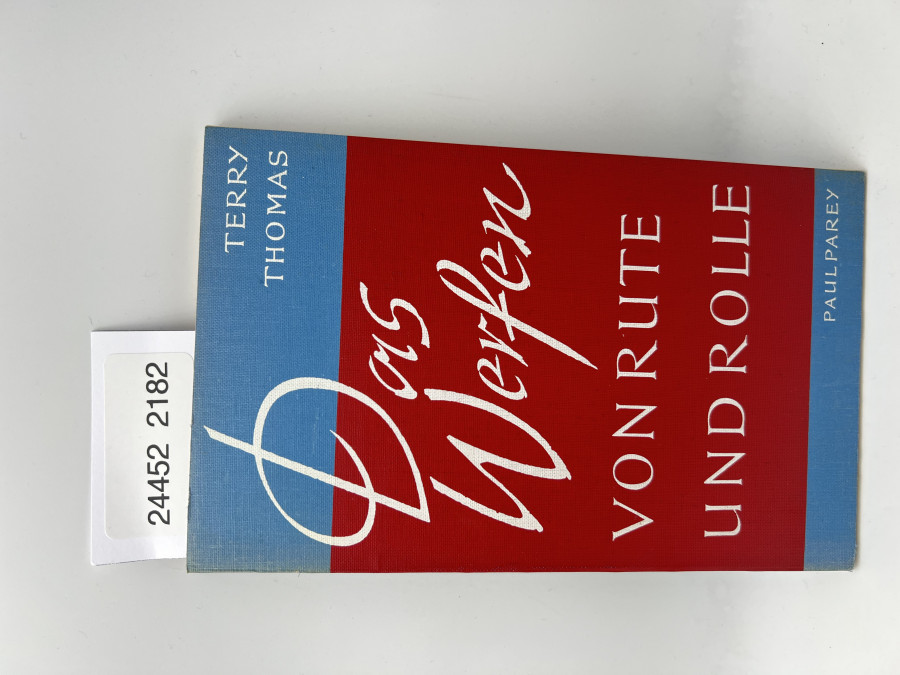 24452 2182
TERRY
THOMAS
Das
Werfen
VON RUTE
UND ROLLE
PAUL PAREY